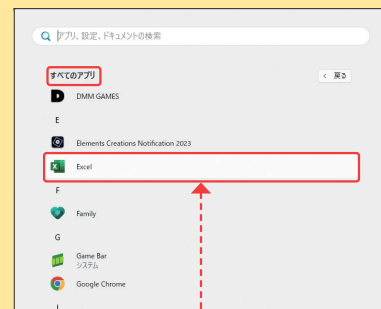 アプリ、設定、ドキュメントの検索
すべてのアプリ
< 戻る
DMM GAMES
E
Elements Creations Notification 2023
Excel
F
Family
G
Game Bar
システム
Google Chrome